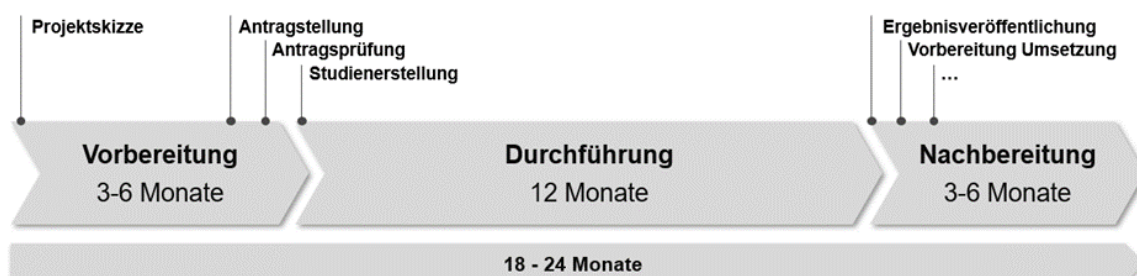 Projektskizze
Antragstellung
Antragsprüfung
Studienerstellung
Ergebnisveröffentlichung
Vorbereitung Umsetzung
...
Vorbereitung
3-6 Monate
Durchführung
12 Monate
Nachbereitung
3-6 Monate
18 - 24 Monate